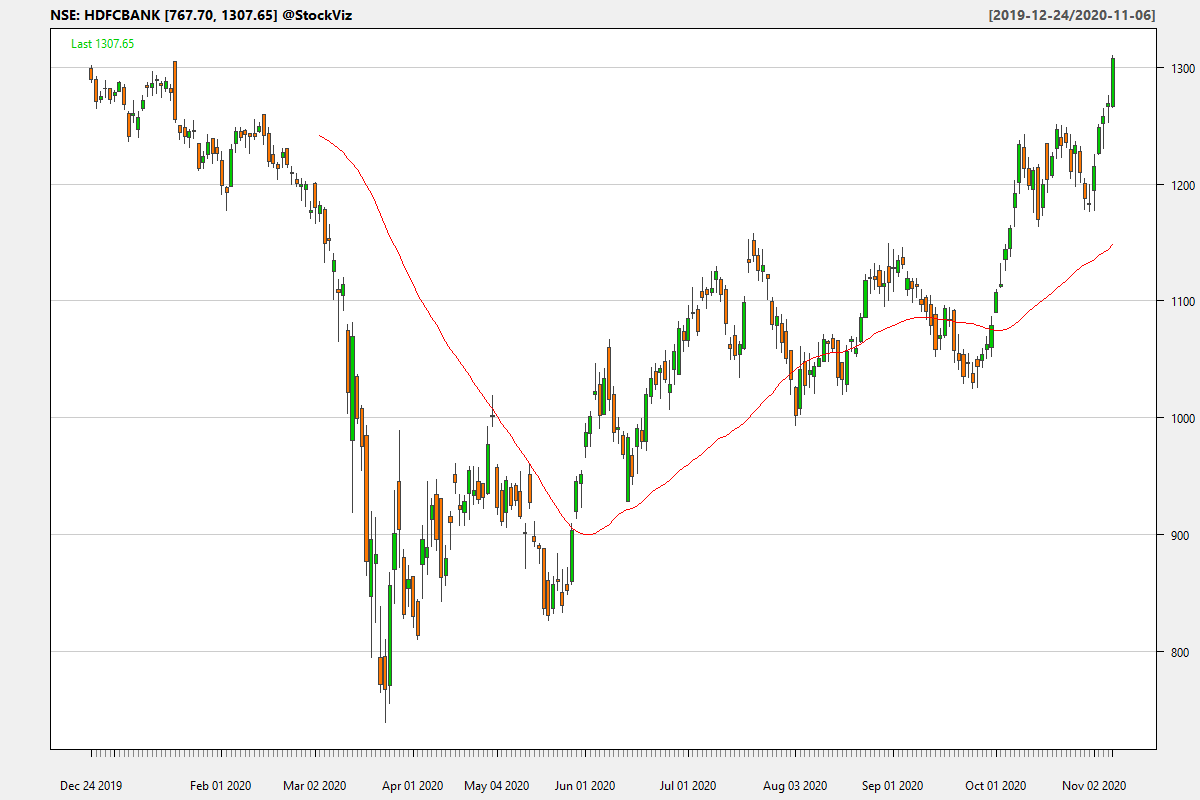 NSE: HDFCBANK [767.70, 1307.65] @StockViz
[2019-12-24/2020-11-06]
Last 1307.65
1300
1200
1100
1000
900
800
Dec 24 2019
Feb 01 2020
Mar 02 2020
Apr 01 2020
May 04 2020
Jun 01 2020
Jul 01 2020
Aug 03 2020
Sep 01 2020
Oct 01 2020
Nov 02 2020